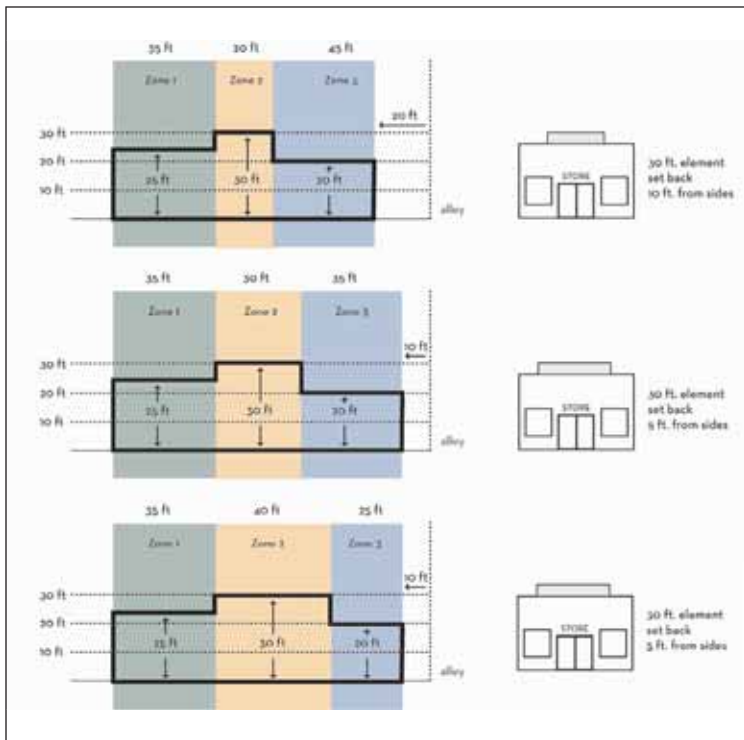 35 ft 20 ft 45 ft
Zone 1 Zone 2 Zone 3
20 ft
30 ft
20 ft
10 ft
25 ft 30 ft 20 ft
alley
STORE
30 ft. element
set back
10 ft. from sides
35 ft 30 ft 35 ft
Zone 1 Zone 2 Zone 3
10 ft
30 ft
20 ft
10 ft
25 ft 30 ft 20 ft
alley
STORE
30 ft. element
set back
5 ft. from sides
35 ft 40 ft 25 ft
Zone 1 Zone 2 Zone 3
10 ft
30 ft
20 ft
10 ft
25 ft 30 ft 20 ft
alley
STORE
30 ft. element
set back
5 ft. from sides